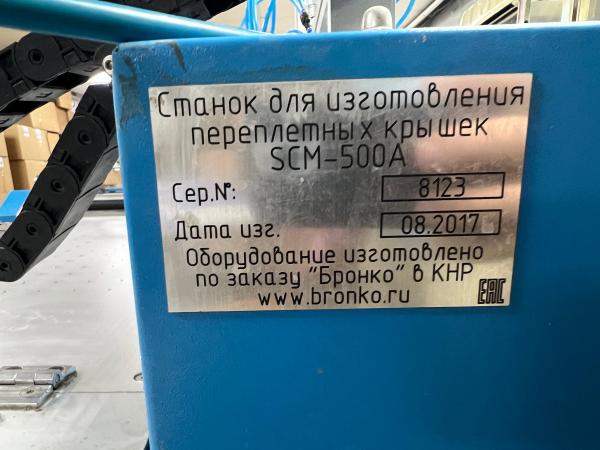 Станок для изготовления
переплетных крышек
SCM-500A
Сер.№: 8123
Дата изг. 08.2017
Оборудование изготовлено
по заказу "Бронко" в КНР
www.bronko.ru
EAC